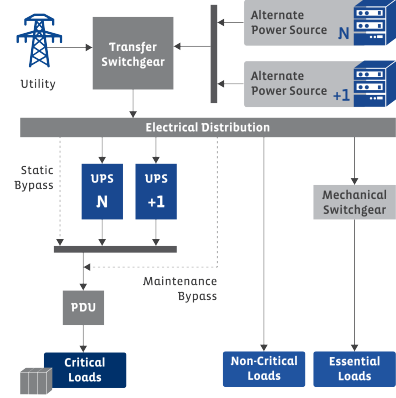 Alternate
Power Source N
Transfer
Switchgear
Utility
Alternate
Power Source +1
Electrical Distribution
Static
Bypass
UPS
N
UPS
+1
Mechanical
Switchgear
Maintenance
Bypass
PDU
Critical
Loads
Non-Critical
Loads
Essential
Loads